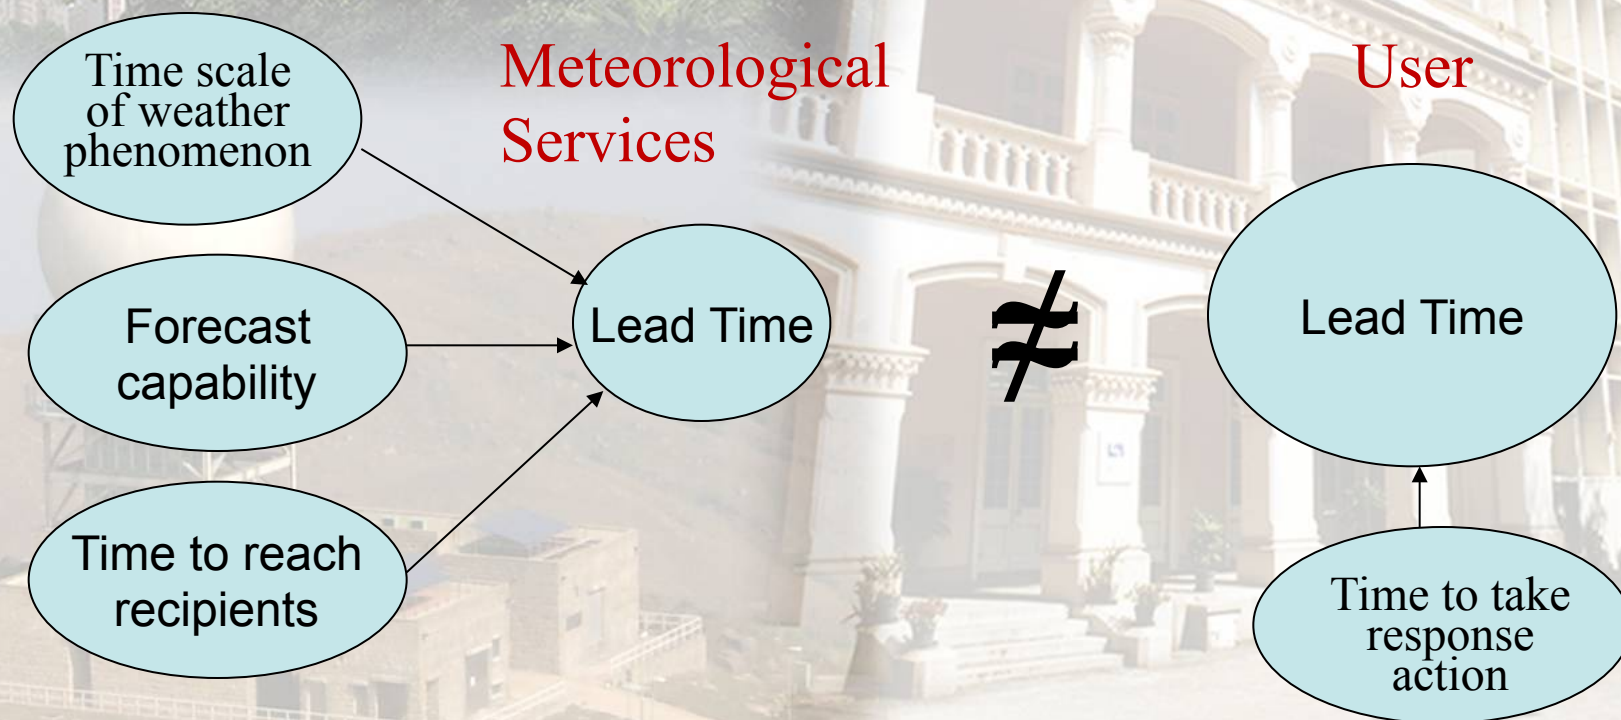 Time scale
of weather
phenomenon
Meteorological
Services
User
Forecast
capability
Lead Time
≉
Lead Time
Time to reach
recipients
Time to take
response
action